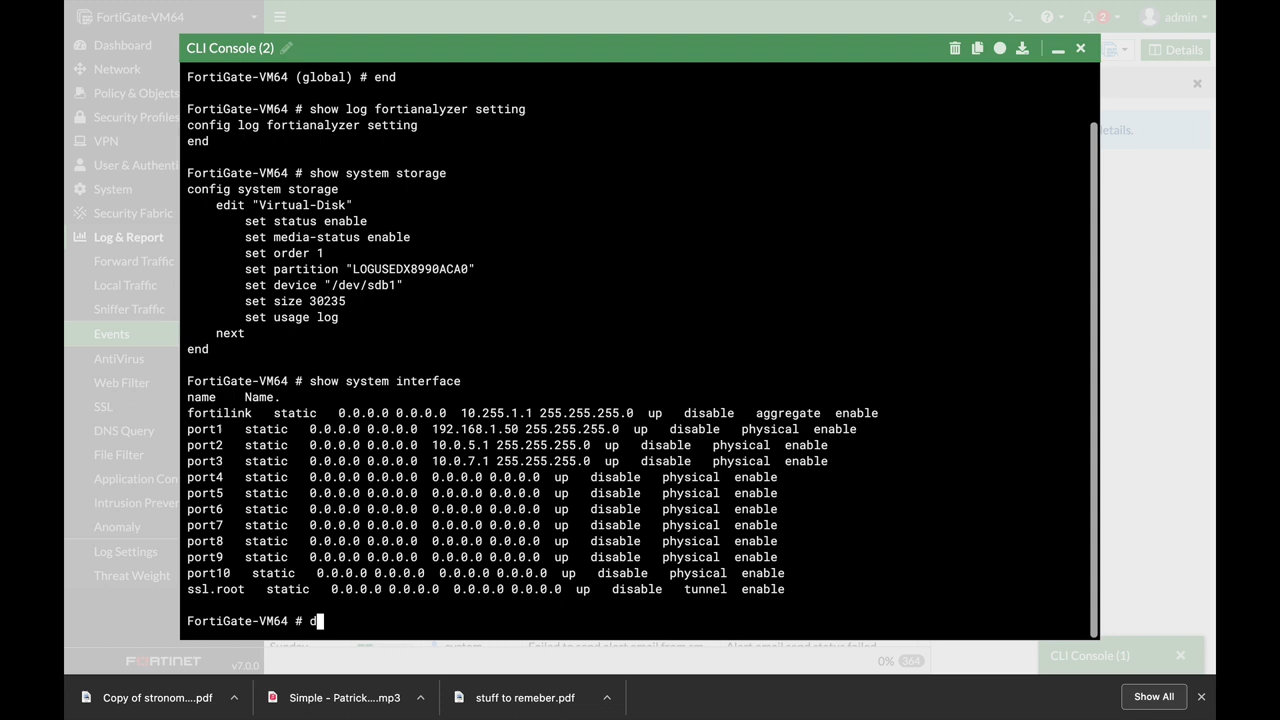 FortiGate-VM64
2
admin
Dashboard
Network
Policy & Objects
Security Profiles
VPN
User & Authenti
System
Security Fabric
Log & Report
Forward Traffic
Local Traffic
Sniffer Traffic
Events
AntiVirus
Web Filter
SSL
DNS Query
File Filter
Application Con
Intrusion Preven
Anomaly
Log Settings
Threat Weight
FORTINET
v7.0.0
CLI Console (2)
FortiGate-VM64 (global) # end
FortiGate-VM64 # show log fortianalyzer setting
config log fortianalyzer setting
end
FortiGate-VM64 # show system storage
config system storage
edit "Virtual-Disk"
set status enable
set media-status enable
set order 1
set partition "LOGUSEDX8990ACA0"
set device "/dev/sdb1"
set size 30235
set usage log
next
end
FortiGate-VM64 # show system interface
name Name.
fortilink static 0.0.0.0 0.0.0.0 10.255.1.1 255.255.255.0 up disable aggregate enable
port1 static 0.0.0.0 0.0.0.0 192.168.1.50 255.255.255.0 up disable physical enable
port2 static 0.0.0.0 0.0.0.0 10.0.5.1 255.255.255.0 up disable physical enable
port3 static 0.0.0.0 0.0.0.0 10.0.7.1 255.255.255.0 up disable physical enable
port4 static 0.0.0.0 0.0.0.0 0.0.0.0 0.0.0.0 up disable physical enable
port5 static 0.0.0.0 0.0.0.0 0.0.0.0 0.0.0.0 up disable physical enable
port6 static 0.0.0.0 0.0.0.0 0.0.0.0 0.0.0.0 up disable physical enable
port7 static 0.0.0.0 0.0.0.0 0.0.0.0 0.0.0.0 up disable physical enable
port8 static 0.0.0.0 0.0.0.0 0.0.0.0 0.0.0.0 up disable physical enable
port9 static 0.0.0.0 0.0.0.0 0.0.0.0 0.0.0.0 up disable physical enable
port10 static 0.0.0.0 0.0.0.0 0.0.0.0 0.0.0.0 up disable physical enable
ssl.root static 0.0.0.0 0.0.0.0 0.0.0.0 0.0.0.0 up disable tunnel enable
FortiGate-VM64 # d
Details
details.
0% 364
CLI Console (1)
Copy of stronom....pdf
Simple - Patrick....mp3
stuff to remeber.pdf
Show All